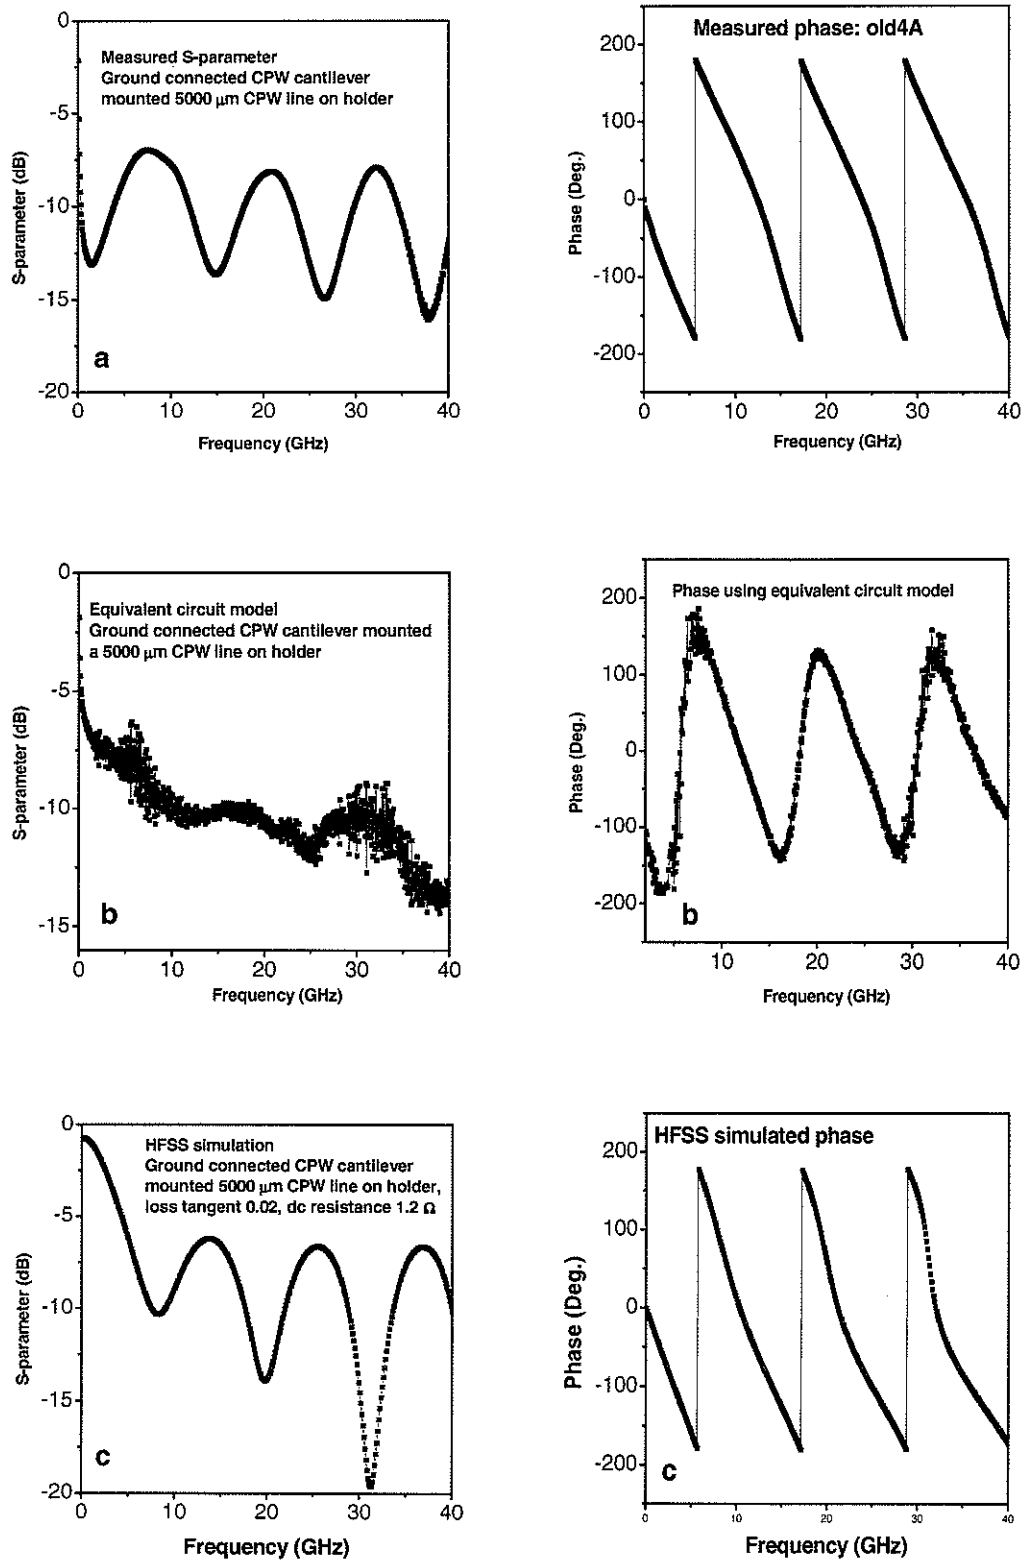 0
-5
-10
-15
-20
S-parameter (dB)
Measured S-parameter
Ground connected CPW cantilever
mounted 5000 µm CPW line on holder
a
0 10 20 30 40
Frequency (GHz)
200
100
0
-100
-200
Phase (Deg.)
Measured phase: old4A
0 10 20 30 40
Frequency (GHz)
0
-5
-10
-15
S-parameter (dB)
Equivalent circuit model
Ground connected CPW cantilever mounted
a 5000 µm CPW line on holder
b
0 10 20 30 40
Frequency (GHz)
200
100
0
-100
-200
Phase (Deg.)
Phase using equivalent circuit model
b
10 20 30 40
Frequency (GHz)
0
-5
-10
-15
-20
S-parameter (dB)
HFSS simulation
Ground connected CPW cantilever
mounted 5000 µm CPW line on holder,
loss tangent 0.02, dc resistance 1.2 Ω
c
0 10 20 30 40
Frequency (GHz)
200
100
0
-100
-200
Phase (Deg.)
HFSS simulated phase
c
0 10 20 30 40
Frequency (GHz)